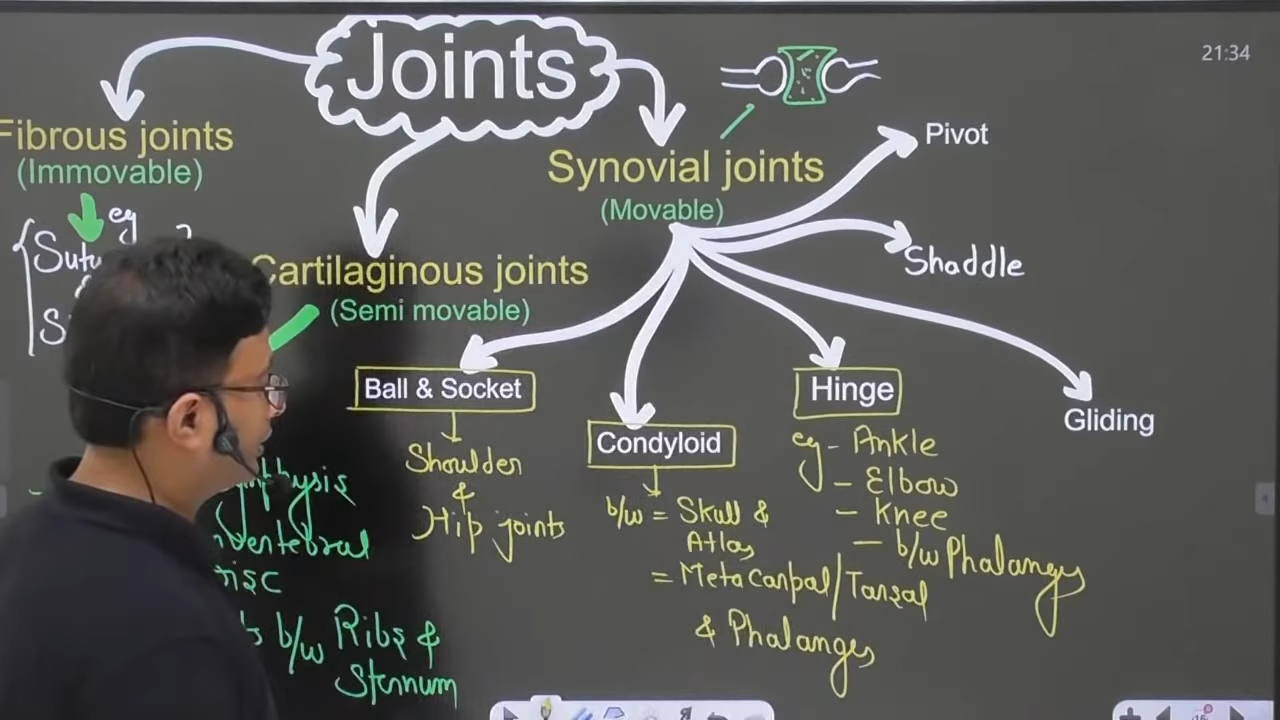 Joints
21:34
Fibrous joints
(Immovable)
eg
Synovial joints
(Movable)
Pivot
Shaddle
Cartilaginous joints
(Semi movable)
Ball & Socket
Shoulder
&
Hip joints
Condyloid
b/w = Skull &
Atlas
= Metacarpal/Tarsal
& Phalanges
Hinge
eg - Ankle
- Elbow
- Knee
- b/w Phalanges
Gliding
b/w Ribs &
Sternum